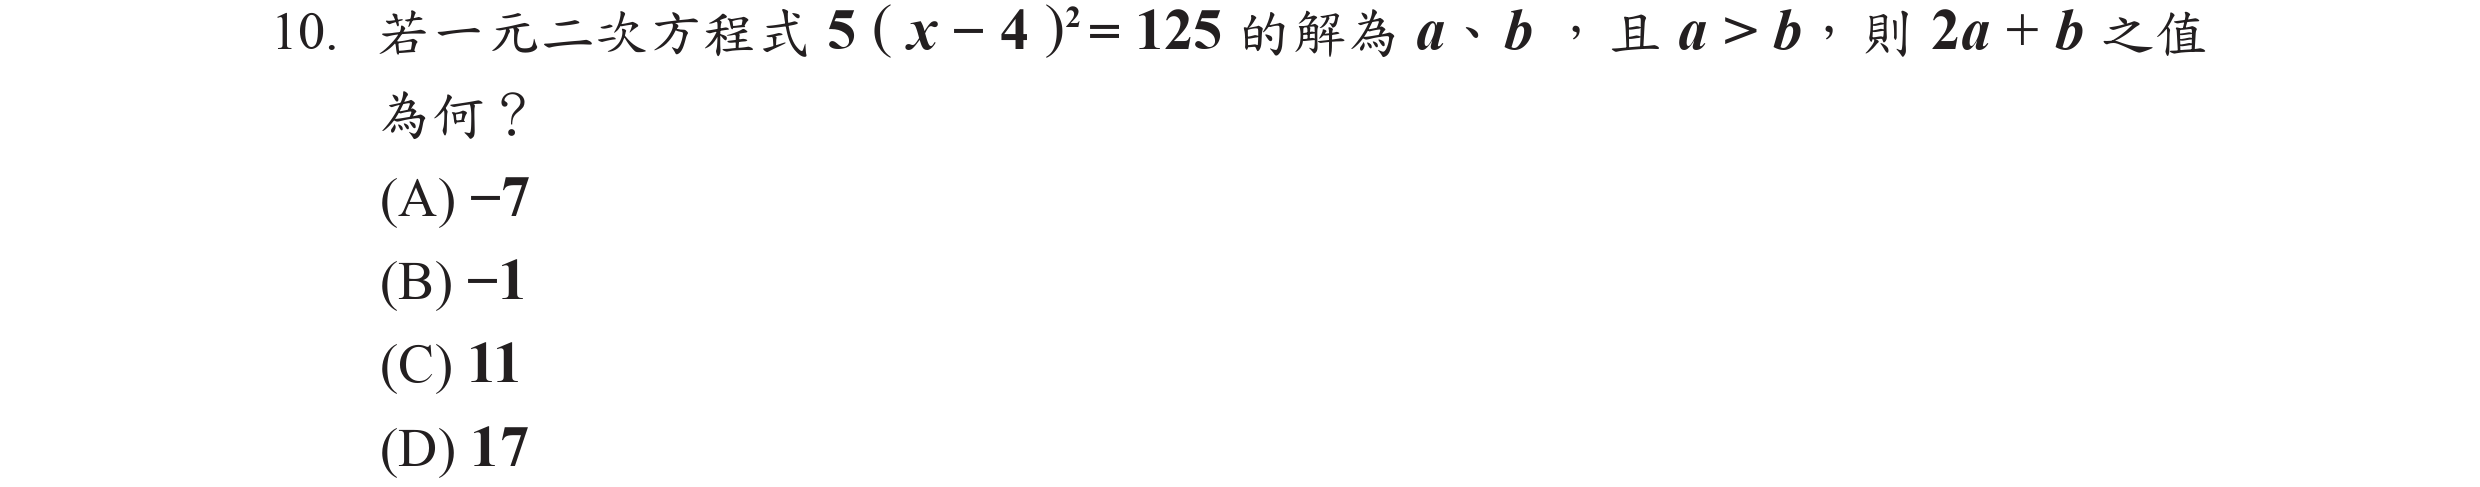 10. 若一元二次方程式 5 ( x − 4 )² = 125 的解為 a、b ，且 a > b，則 2a + b 之值
為何？
(A) −7
(B) −1
(C) 11
(D) 17